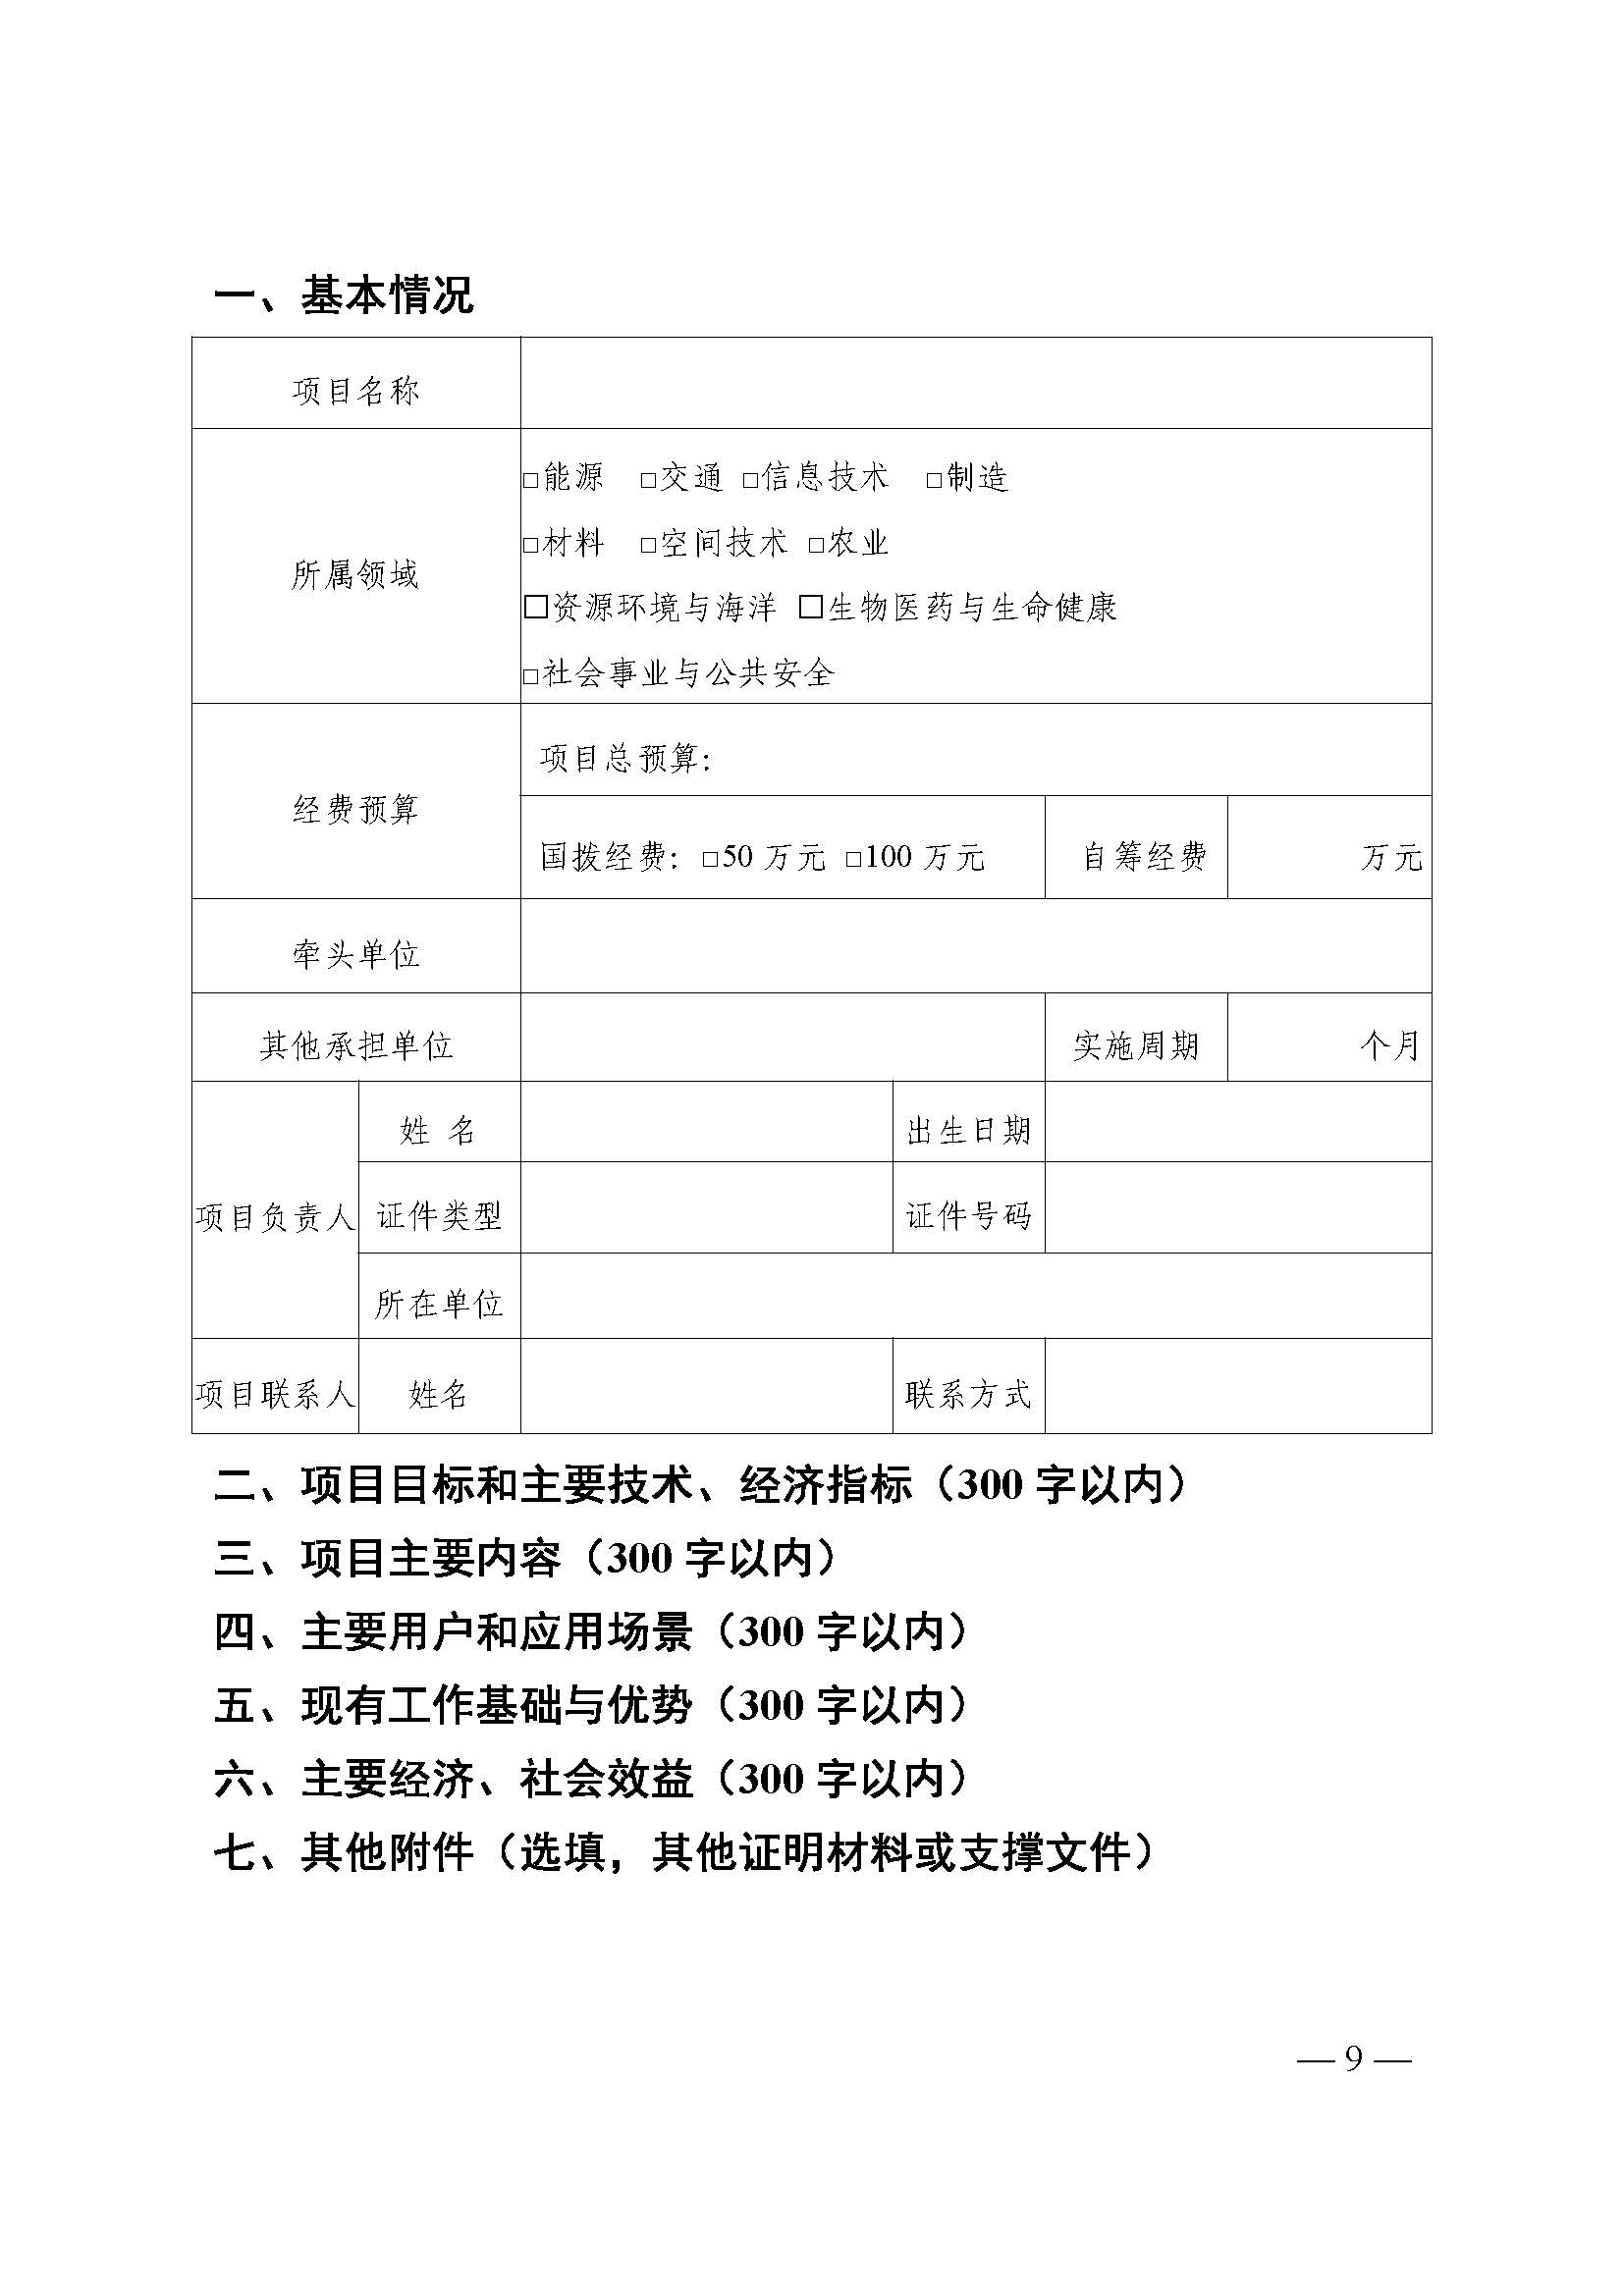 一、基本情况
项目名称
所属领域
□能源 □交通 □信息技术 □制造
□材料 □空间技术 □农业
□资源环境与海洋 □生物医药与生命健康
□社会事业与公共安全
经费预算
项目总预算：
国拨经费：□50 万元 □100 万元 自筹经费 万元
牵头单位
其他承担单位 实施周期 个月
项目负责人
姓 名 出生日期
证件类型 证件号码
所在单位
项目联系人 姓名 联系方式
二、项目目标和主要技术、经济指标（300 字以内）
三、项目主要内容（300 字以内）
四、主要用户和应用场景（300 字以内）
五、现有工作基础与优势（300 字以内）
六、主要经济、社会效益（300 字以内）
七、其他附件（选填，其他证明材料或支撑文件）
— 9 —